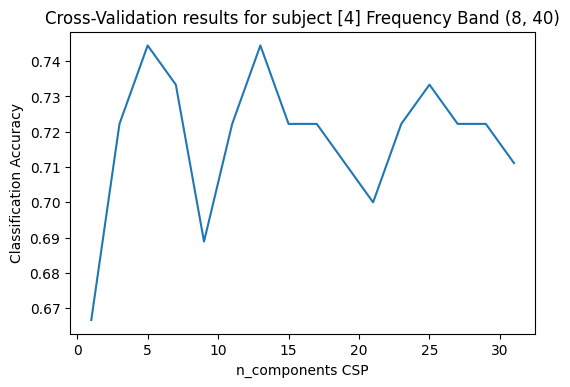 Cross-Validation results for subject [4] Frequency Band (8, 40)
0.74
0.73
0.72
0.71
0.70
0.69
0.68
0.67
Classification Accuracy
0 5 10 15 20 25 30
n_components CSP